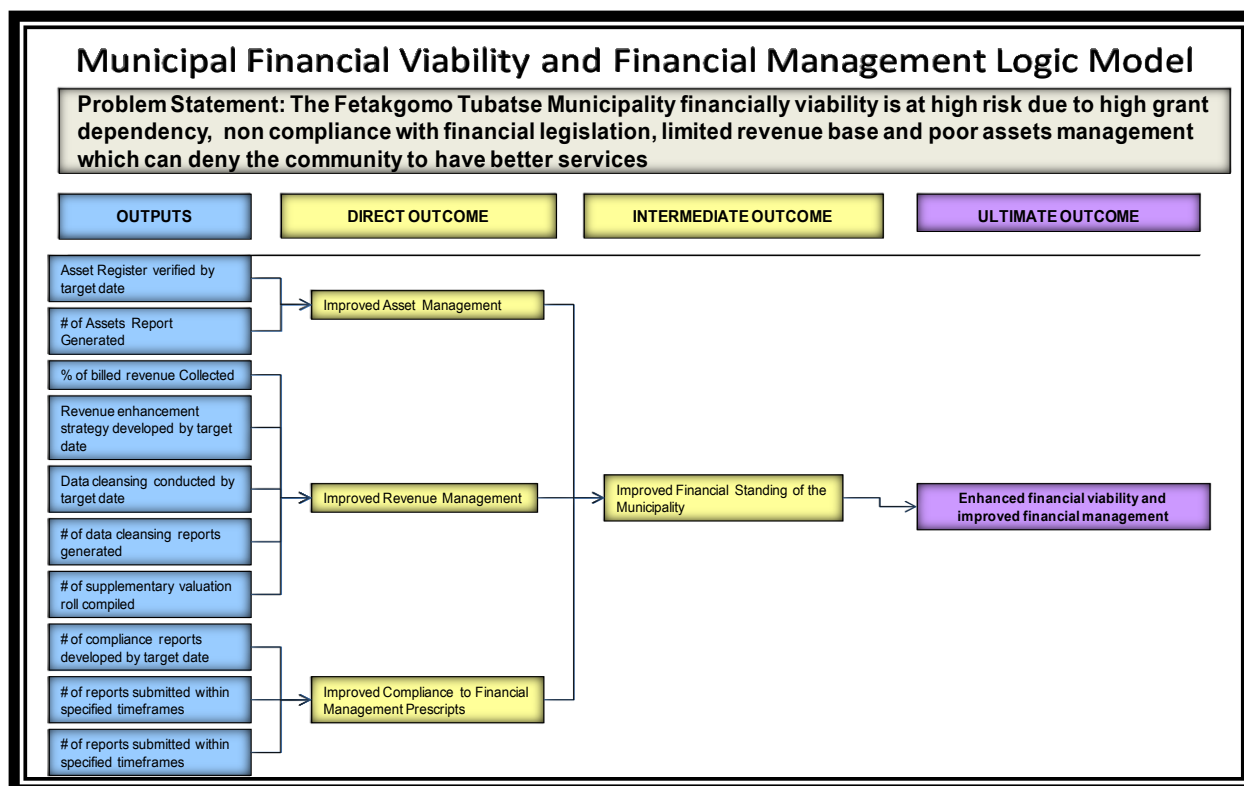 Municipal Financial Viability and Financial Management Logic Model
Problem Statement: The Fetakgomo Tubatse Municipality financially viability is at high risk due to high grant
dependency, non compliance with financial legislation, limited revenue base and poor assets management
which can deny the community to have better services
OUTPUTS
DIRECT OUTCOME
INTERMEDIATE OUTCOME
ULTIMATE OUTCOME
Asset Register verified by
target date
# of Assets Report
Generated
% of billed revenue Collected
Revenue enhancement
strategy developed by target
date
Data cleansing conducted by
target date
# of data cleansing reports
generated
# of supplementary valuation
roll compiled
# of compliance reports
developed by target date
# of reports submitted within
specified timeframes
# of reports submitted within
specified timeframes
Improved Asset Management
Improved Revenue Management
Improved Compliance to Financial
Management Prescripts
Improved Financial Standing of the
Municipality
Enhanced financial viability and
improved financial management